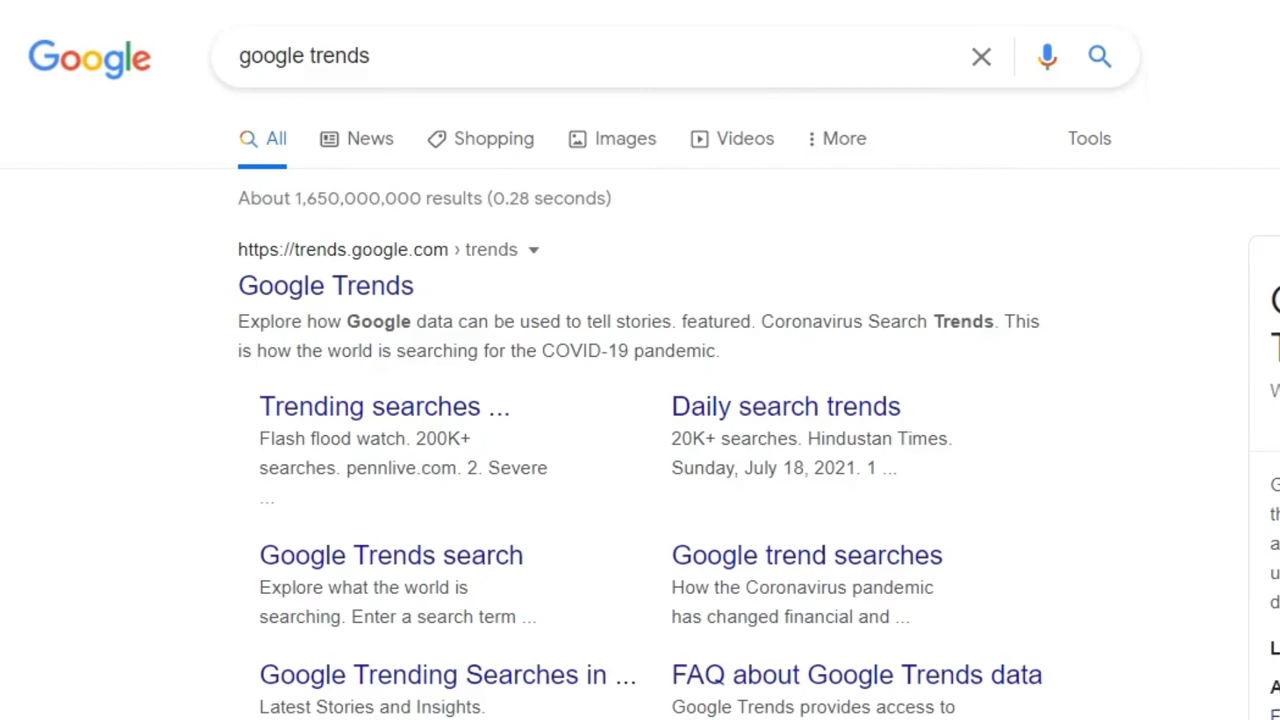 Google
google trends
All News Shopping Images Videos More Tools
About 1,650,000,000 results (0.28 seconds)
https://trends.google.com › trends
Google Trends
Explore how Google data can be used to tell stories. featured. Coronavirus Search Trends. This
is how the world is searching for the COVID-19 pandemic.
Trending searches ...
Flash flood watch. 200K+
searches. pennlive.com. 2. Severe
...
Daily search trends
20K+ searches. Hindustan Times.
Sunday, July 18, 2021. 1 ...
Google Trends search
Explore what the world is
searching. Enter a search term ...
Google trend searches
How the Coronavirus pandemic
has changed financial and ...
Google Trending Searches in ...
Latest Stories and Insights.
FAQ about Google Trends data
Google Trends provides access to